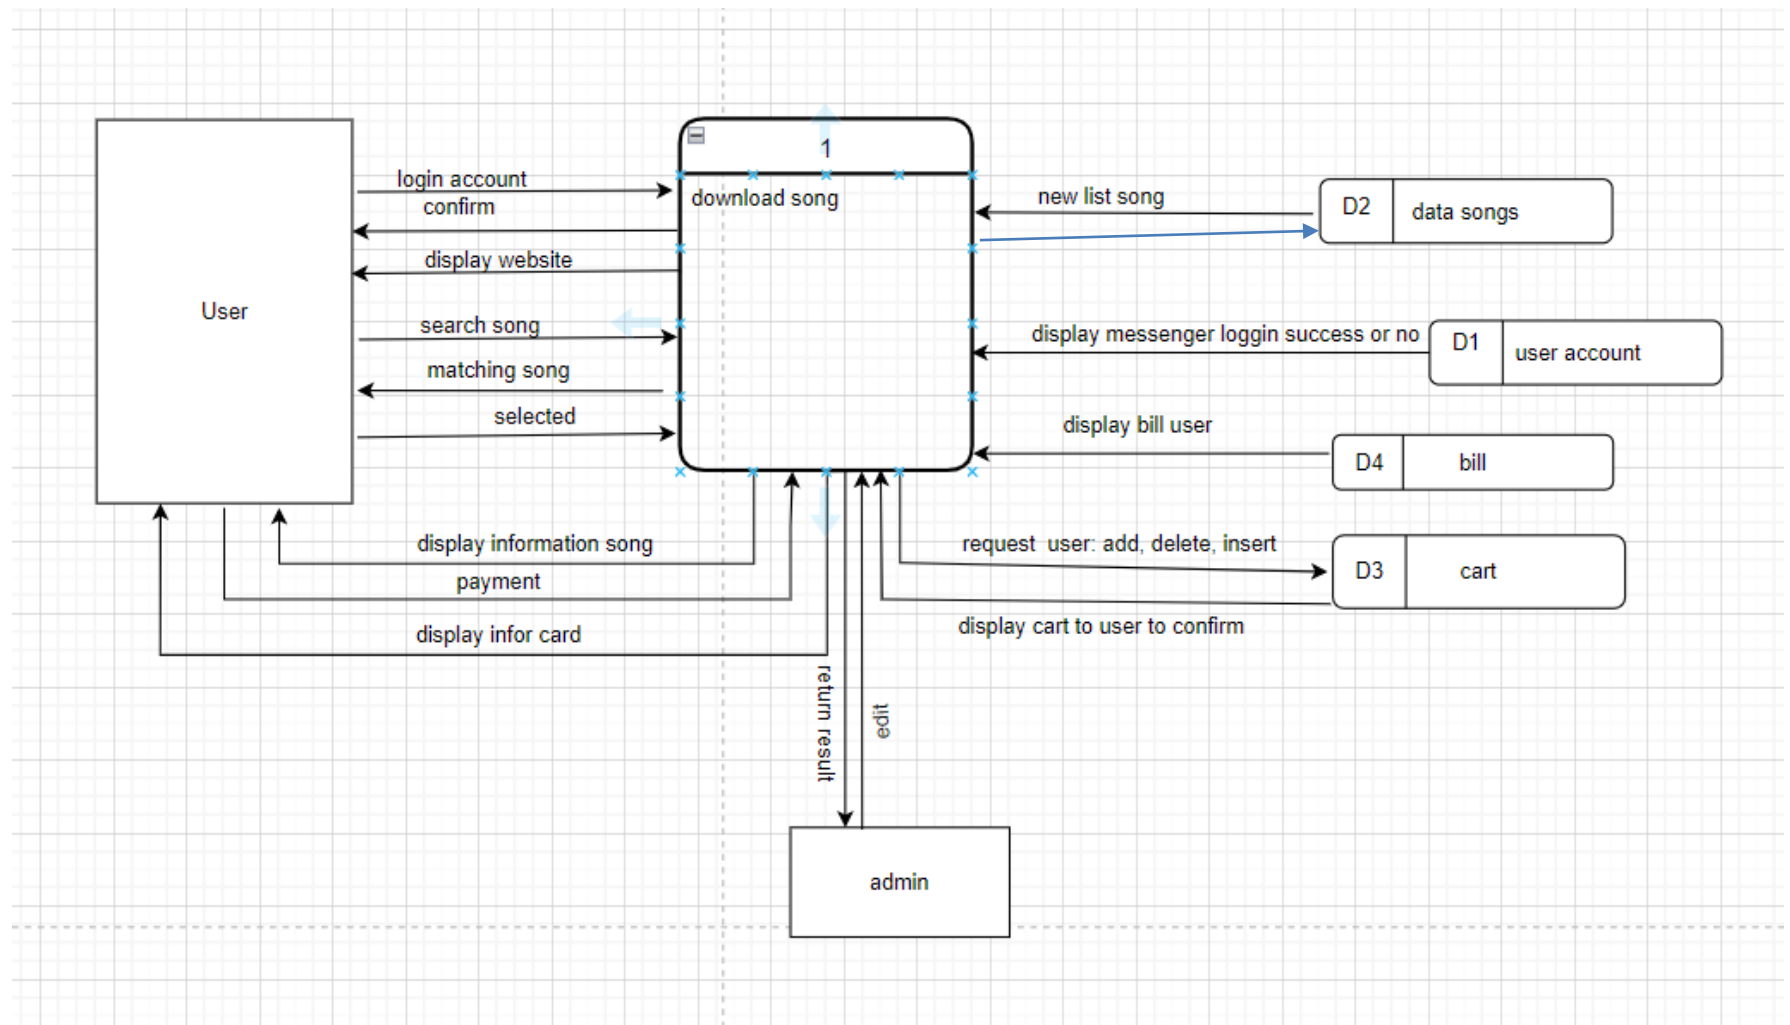 1
download song
User
login account
confirm
display website
search song
matching song
selected
new list song
D2
data songs
display messenger loggin success or no
D1
user account
display bill user
D4
bill
request user: add, delete, insert
D3
cart
display cart to user to confirm
display information song
payment
display infor card
return result
edit
admin